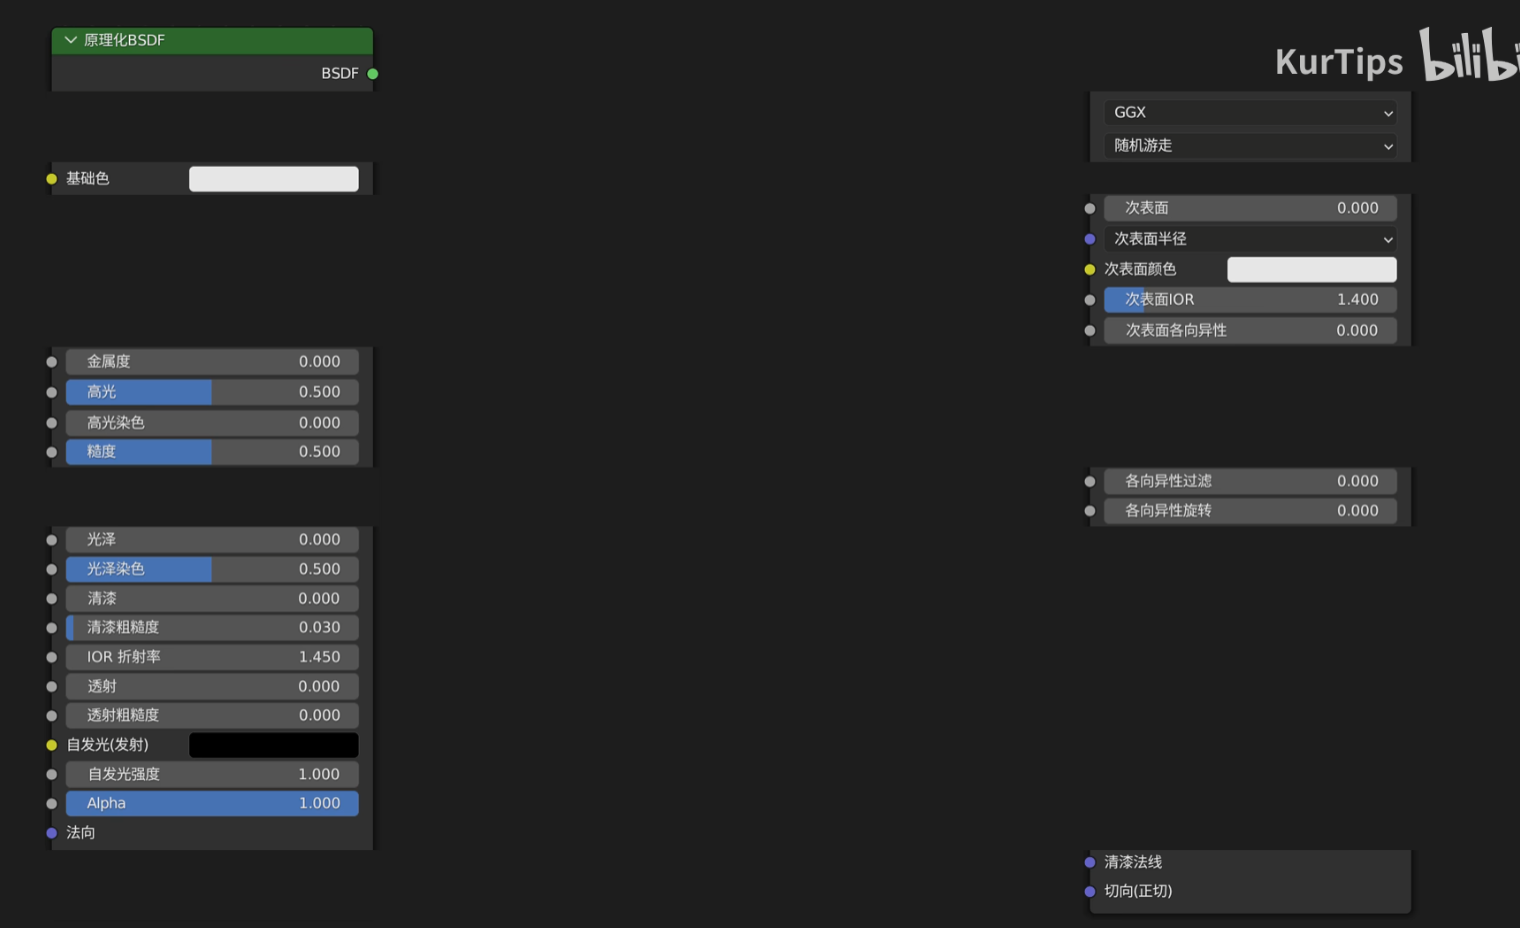 原理化BSDF
BSDF
基础色
金属度 0.000
高光 0.500
高光染色 0.000
糙度 0.500
光泽 0.000
光泽染色 0.500
清漆 0.000
清漆粗糙度 0.030
IOR 折射率 1.450
透射 0.000
透射粗糙度 0.000
自发光(发射)
自发光强度 1.000
Alpha 1.000
法向
KurTips bilibi
GGX
随机游走
次表面 0.000
次表面半径
次表面颜色
次表面IOR 1.400
次表面各向异性 0.000
各向异性过滤 0.000
各向异性旋转 0.000
清漆法线
切向(正切)